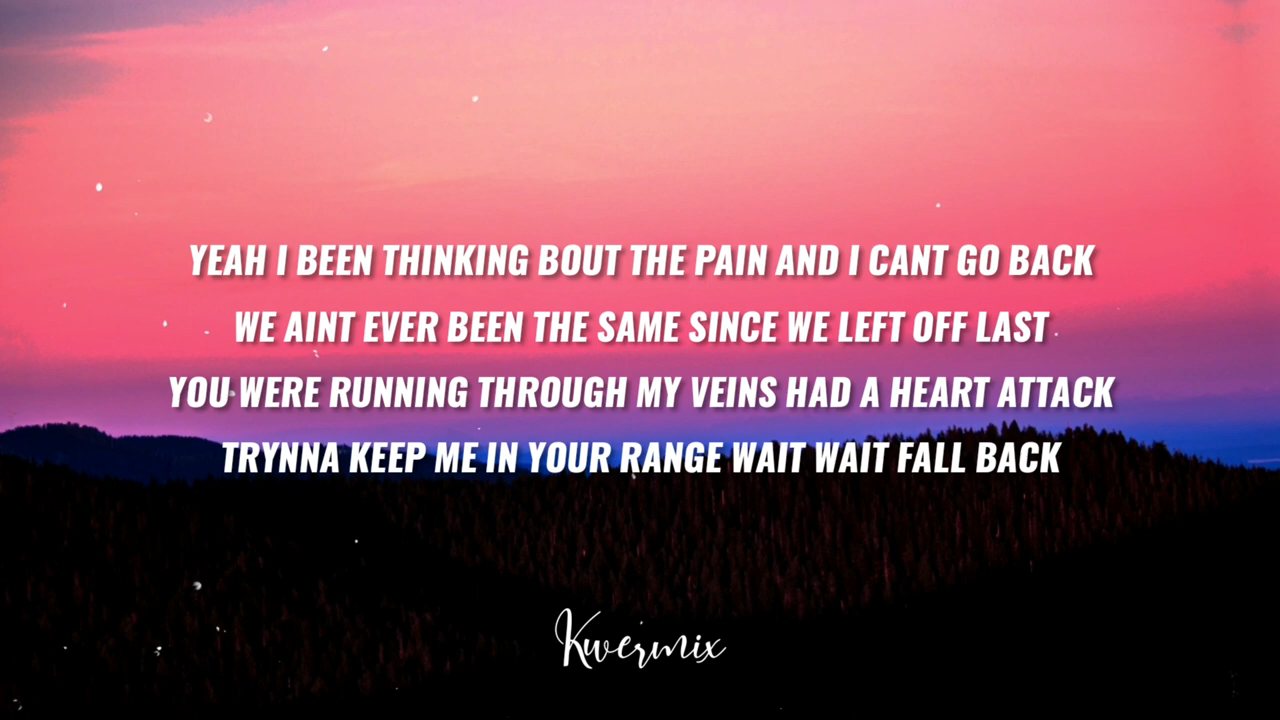 YEAH I BEEN THINKING BOUT THE PAIN AND I CANT GO BACK
WE AINT EVER BEEN THE SAME SINCE WE LEFT OFF LAST
YOU WERE RUNNING THROUGH MY VEINS HAD A HEART ATTACK
TRYNNA KEEP ME IN YOUR RANGE WAIT WAIT FALL BACK
Kwermix